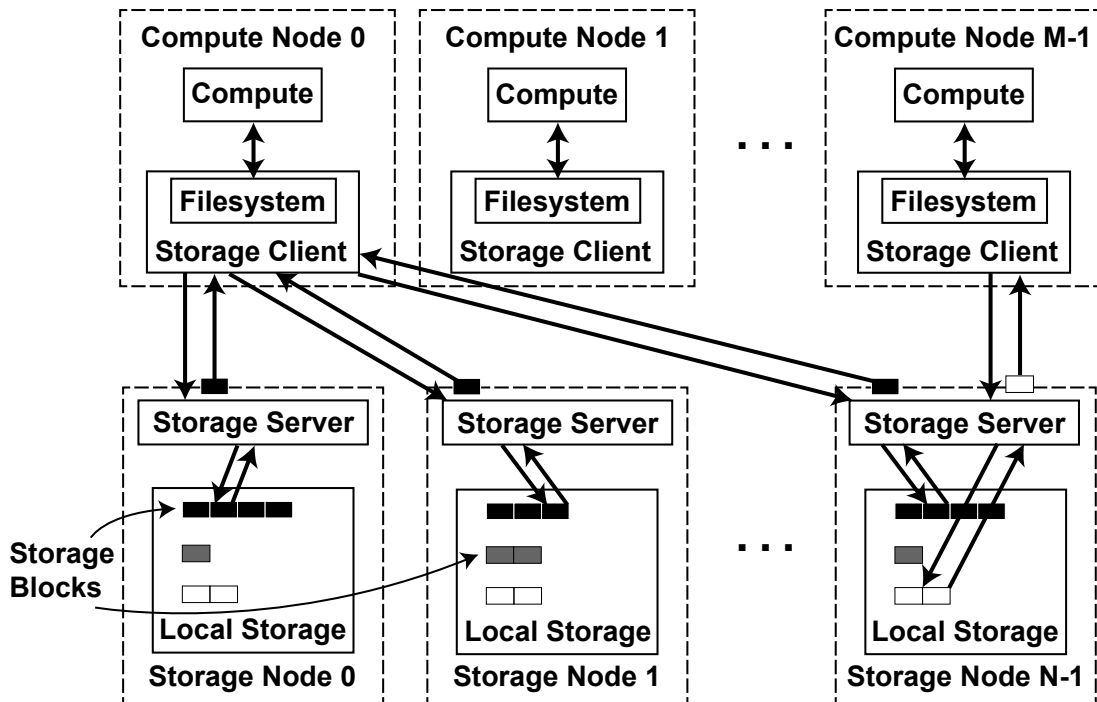 Compute Node 0
Compute Node 1
Compute Node M-1
Compute
Compute
Compute
. . .
Filesystem
Filesystem
Filesystem
Storage Client
Storage Client
Storage Client
Storage Server
Storage Server
Storage Server
Storage
Blocks
. . .
Local Storage
Local Storage
Local Storage
Storage Node 0
Storage Node 1
Storage Node N-1